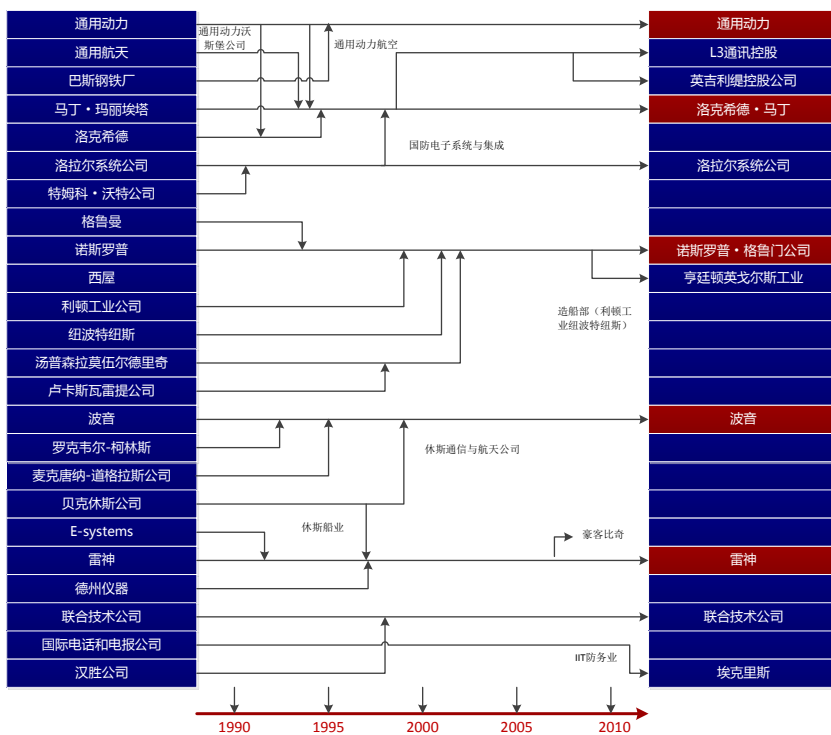 通用动力
通用航天
巴斯钢铁厂
马丁·玛丽埃塔
洛克希德
洛拉尔系统公司
特姆科·沃特公司
格鲁曼
诺斯罗普
西屋
利顿工业公司
纽波特纽斯
汤普森拉莫伍尔德里奇
卢卡斯瓦雷提公司
波音
罗克韦尔-柯林斯
麦克唐纳-道格拉斯公司
贝克休斯公司
E-systems
雷神
德州仪器
联合技术公司
国际电话和电报公司
汉胜公司
通用动力沃
斯堡公司
通用动力航空
国防电子系统与集成
造船部（利顿工
业纽波特纽斯）
休斯通信与航天公司
休斯船业
豪客比奇
IIT防务业
通用动力
L3通讯控股
英吉利缇控股公司
洛克希德·马丁
洛拉尔系统公司
诺斯罗普·格鲁门公司
亨廷顿英戈尔斯工业
波音
雷神
联合技术公司
埃克里斯
1990
1995
2000
2005
2010